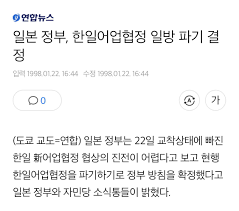 연합뉴스
일본 정부, 한일어업협정 일방 파기 결
정
입력 1998.01.22. 16:44 수정 1998.01.22. 16:44
0
가
(도쿄 교도=연합) 일본 정부는 22일 교착상태에 빠진
한일 新어업협정 협상의 진전이 어렵다고 보고 현행
한일어업협정을 파기하기로 정부 방침을 확정했다고
일본 정부와 자민당 소식통들이 밝혔다.